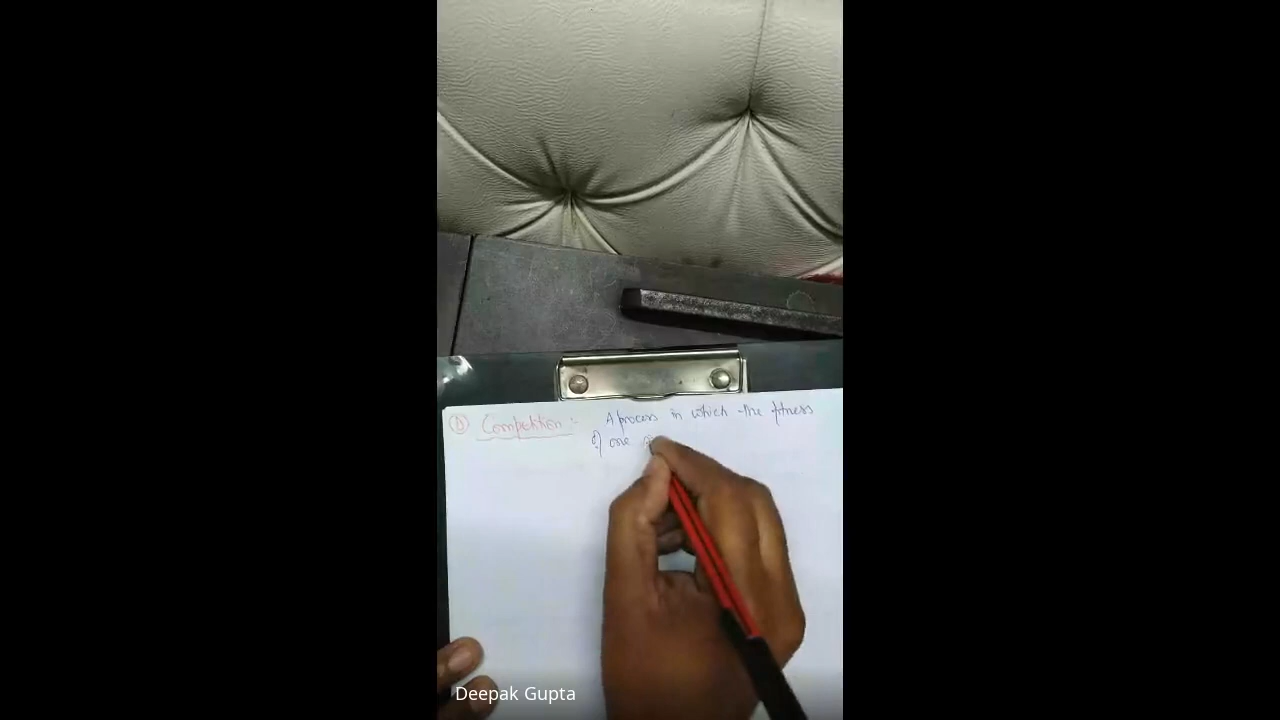 ① Competition :- A process in which the fitness
of one
Deepak Gupta